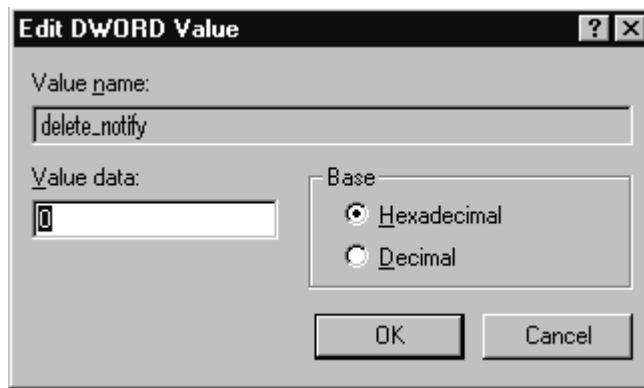 Edit DWORD Value
Value name:
delete_notify
Value data:
0
Base
Hexadecimal
Decimal
OK
Cancel